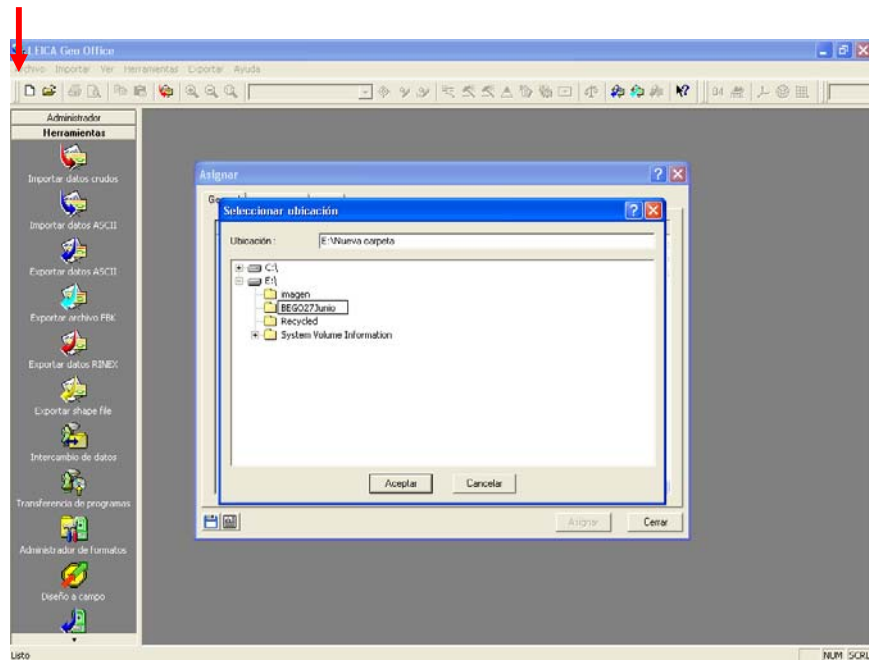 LEICA Geo Office
Archivo Importar Ver Herramientas Exportar Ayuda
Administrador
Herramientas
Importar datos crudos
Importar datos ASCII
Exportar datos ASCII
Exportar archivo FBK
Exportar datos RINEX
Exportar shape file
Intercambio de datos
Transferencia de programas
Administrador de formatos
Diseño a campo
Asignar
Seleccionar ubicación
Ubicación :
E:\Nueva carpeta
C:\
E:\
imagen
BEGO27Junio
Recycled
System Volume Information
Aceptar Cancelar
Asignar Cerrar
Listo
NUM SCRL